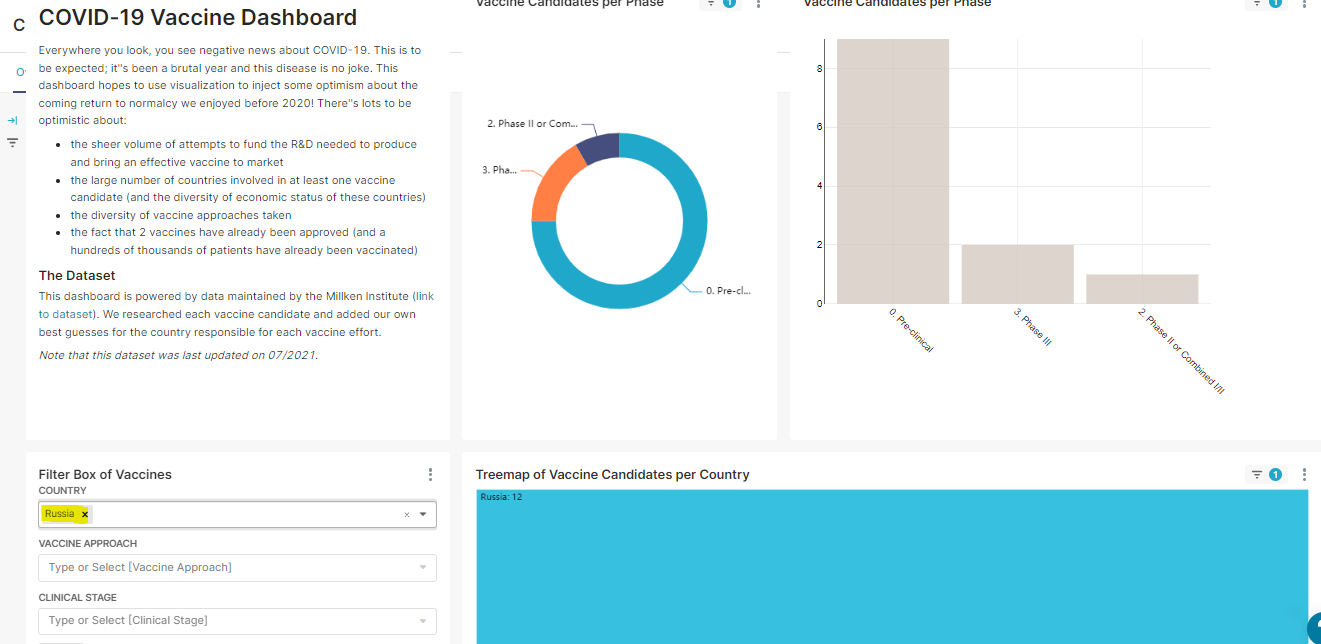 C
COVID-19 Vaccine Dashboard
Everywhere you look, you see negative news about COVID-19. This is to
be expected; it"s been a brutal year and this disease is no joke. This
dashboard hopes to use visualization to inject some optimism about the
coming return to normalcy we enjoyed before 2020! There"s lots to be
optimistic about:
the sheer volume of attempts to fund the R&D needed to produce
and bring an effective vaccine to market
the large number of countries involved in at least one vaccine
candidate (and the diversity of economic status of these countries)
the diversity of vaccine approaches taken
the fact that 2 vaccines have already been approved (and a
hundreds of thousands of patients have already been vaccinated)
The Dataset
This dashboard is powered by data maintained by the Millken Institute (link
to dataset). We researched each vaccine candidate and added our own
best guesses for the country responsible for each vaccine effort.
Note that this dataset was last updated on 07/2021.
Vaccine Candidates per Phase
1
2. Phase II or Com...
3. Pha...
0. Pre-cl...
Vaccine Candidates per Phase
1
8
6
4
2
0
0. Pre-clinical
3. Phase III
2. Phase II or Combined I/II
Filter Box of Vaccines
COUNTRY
Russia ×
VACCINE APPROACH
Type or Select [Vaccine Approach]
CLINICAL STAGE
Type or Select [Clinical Stage]
Treemap of Vaccine Candidates per Country
1
Russia: 12